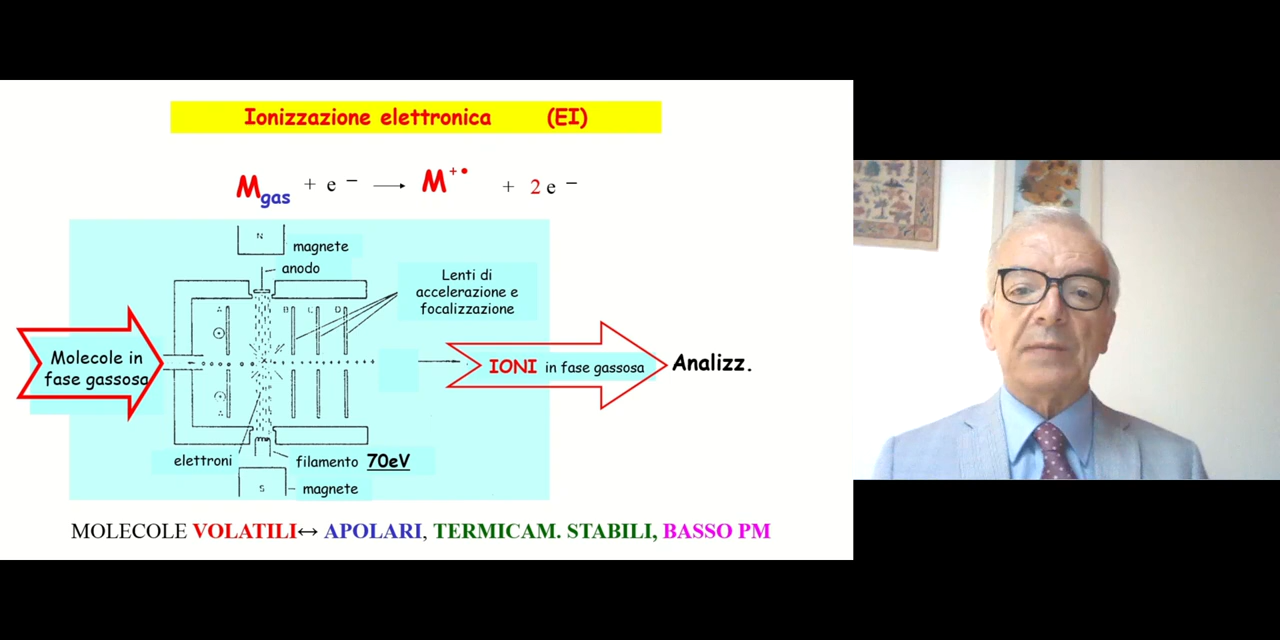 Ionizzazione elettronica (EI)
M gas + e − → M +• + 2 e −
N
magnete
anodo
Lenti di
accelerazione e
focalizzazione
A B C D
Molecole in
fase gassosa
IONI in fase gassosa
Analizz.
A
elettroni
filamento 70eV
S
magnete
MOLECOLE VOLATILI↔ APOLARI, TERMICAM. STABILI, BASSO PM